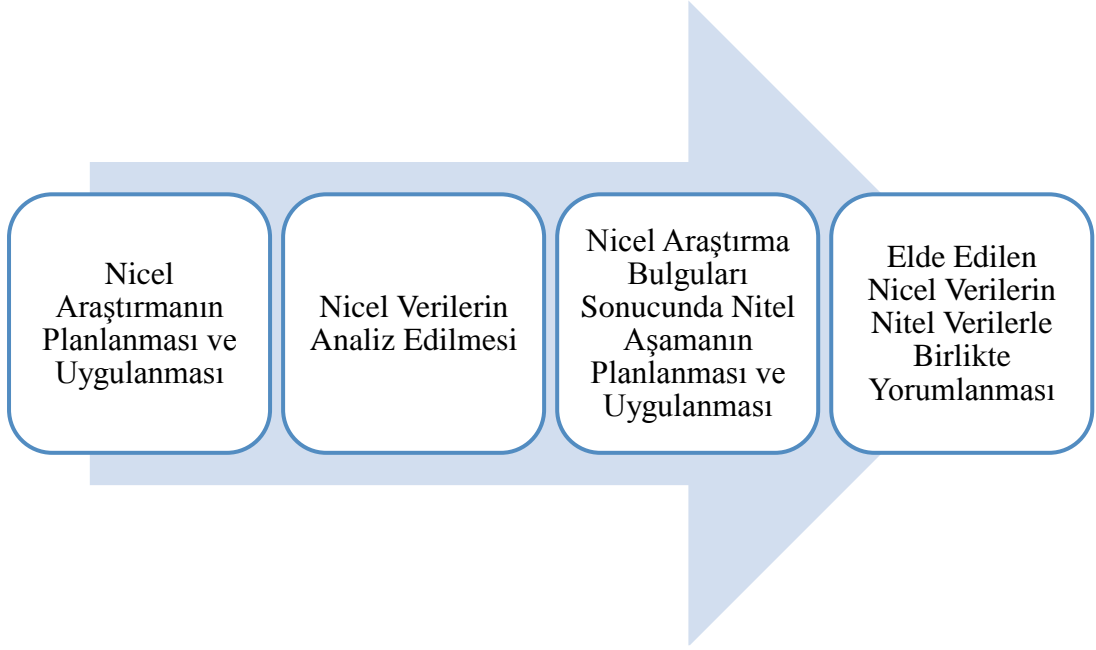 Nicel
Araştırmanın
Planlanması ve
Uygulanması
Nicel Verilerin
Analiz Edilmesi
Nicel Araştırma
Bulguları
Sonucunda Nitel
Aşamanın
Planlanması ve
Uygulanması
Elde Edilen
Nicel Verilerin
Nitel Verilerle
Birlikte
Yorumlanması